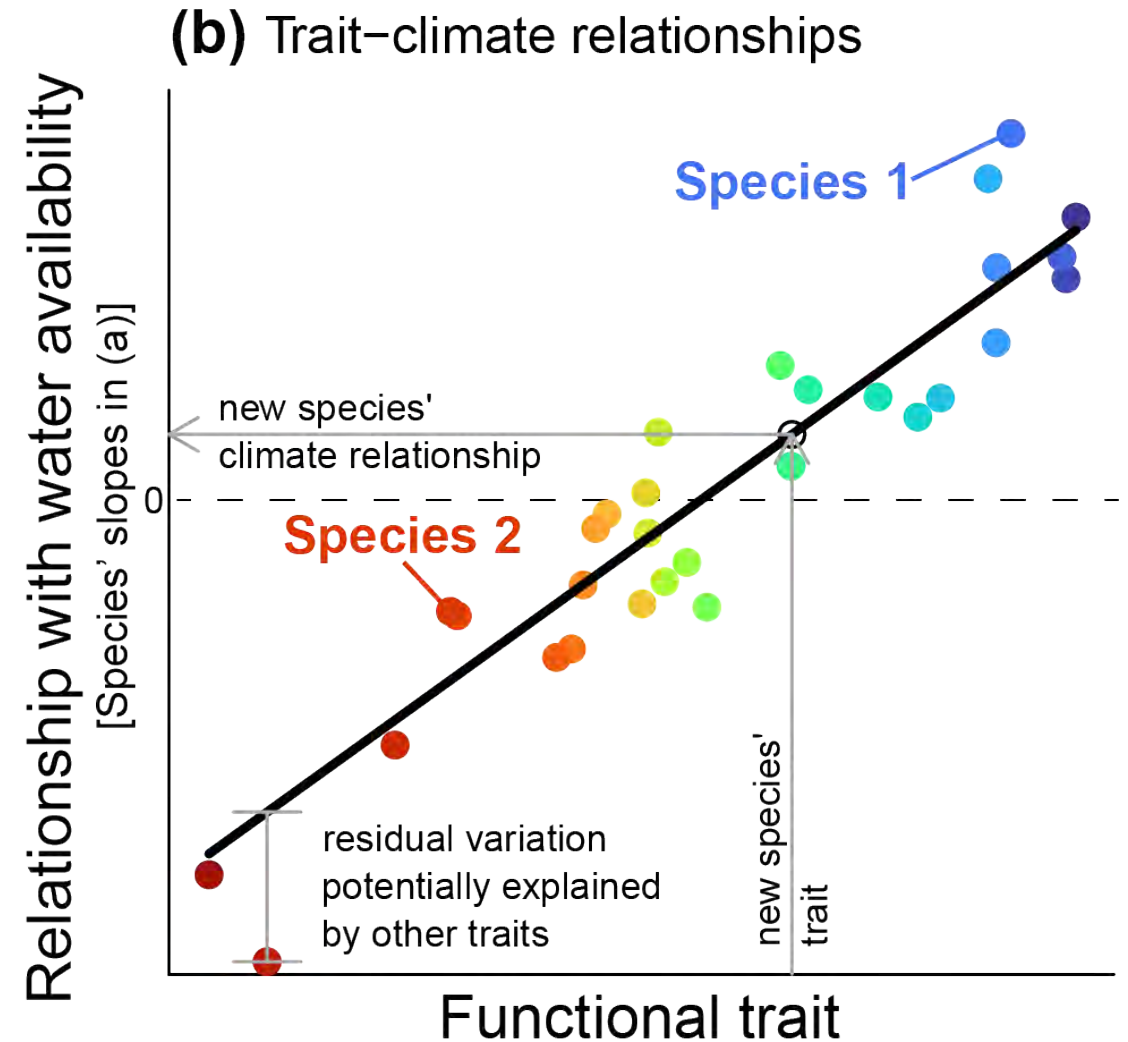 (b) Trait−climate relationships
Relationship with water availability
[Species’ slopes in (a)]
Species 1
new species'
climate relationship
0
Species 2
residual variation
potentially explained
by other traits
new species'
trait
Functional trait